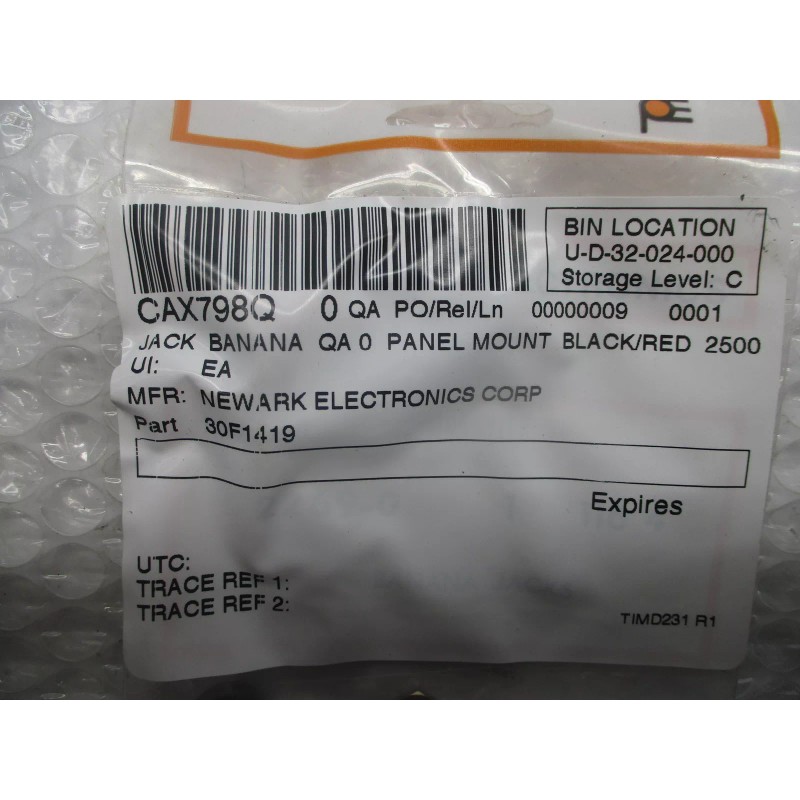 BIN LOCATION
U-D-32-024-000
Storage Level: C
CAX798Q 0 QA PO/Rel/Ln 00000009 0001
JACK BANANA QA 0 PANEL MOUNT BLACK/RED 2500
UI: EA
MFR: NEWARK ELECTRONICS CORP
Part 30F1419
Expires
UTC:
TRACE REF 1:
TRACE REF 2:
TIMD231 R1